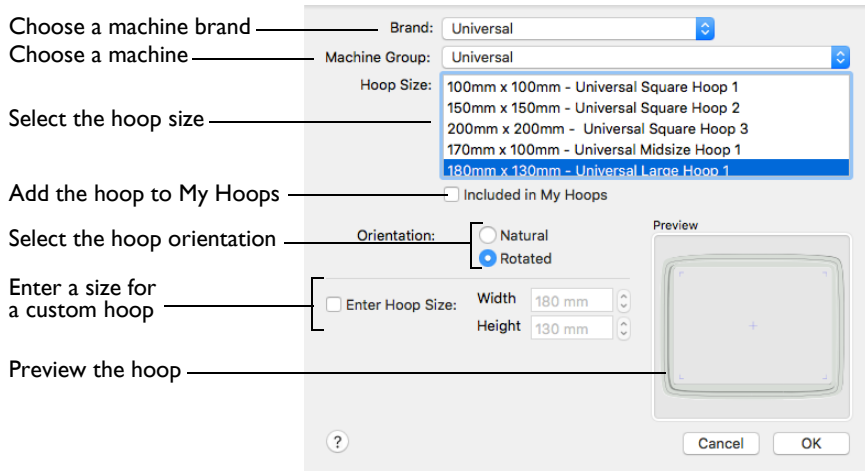 Choose a machine brand
Brand: Universal
Choose a machine
Machine Group: Universal
Hoop Size:
100mm x 100mm - Universal Square Hoop 1
150mm x 150mm - Universal Square Hoop 2
200mm x 200mm -  Universal Square Hoop 3
170mm x 100mm - Universal Midsize Hoop 1
180mm x 130mm - Universal Large Hoop 1
Select the hoop size
Add the hoop to My Hoops
Included in My Hoops
Select the hoop orientation
Orientation:
Natural
Rotated
Preview
Enter a size for
a custom hoop
Enter Hoop Size:
Width 180 mm
Height 130 mm
Preview the hoop
?
Cancel
OK